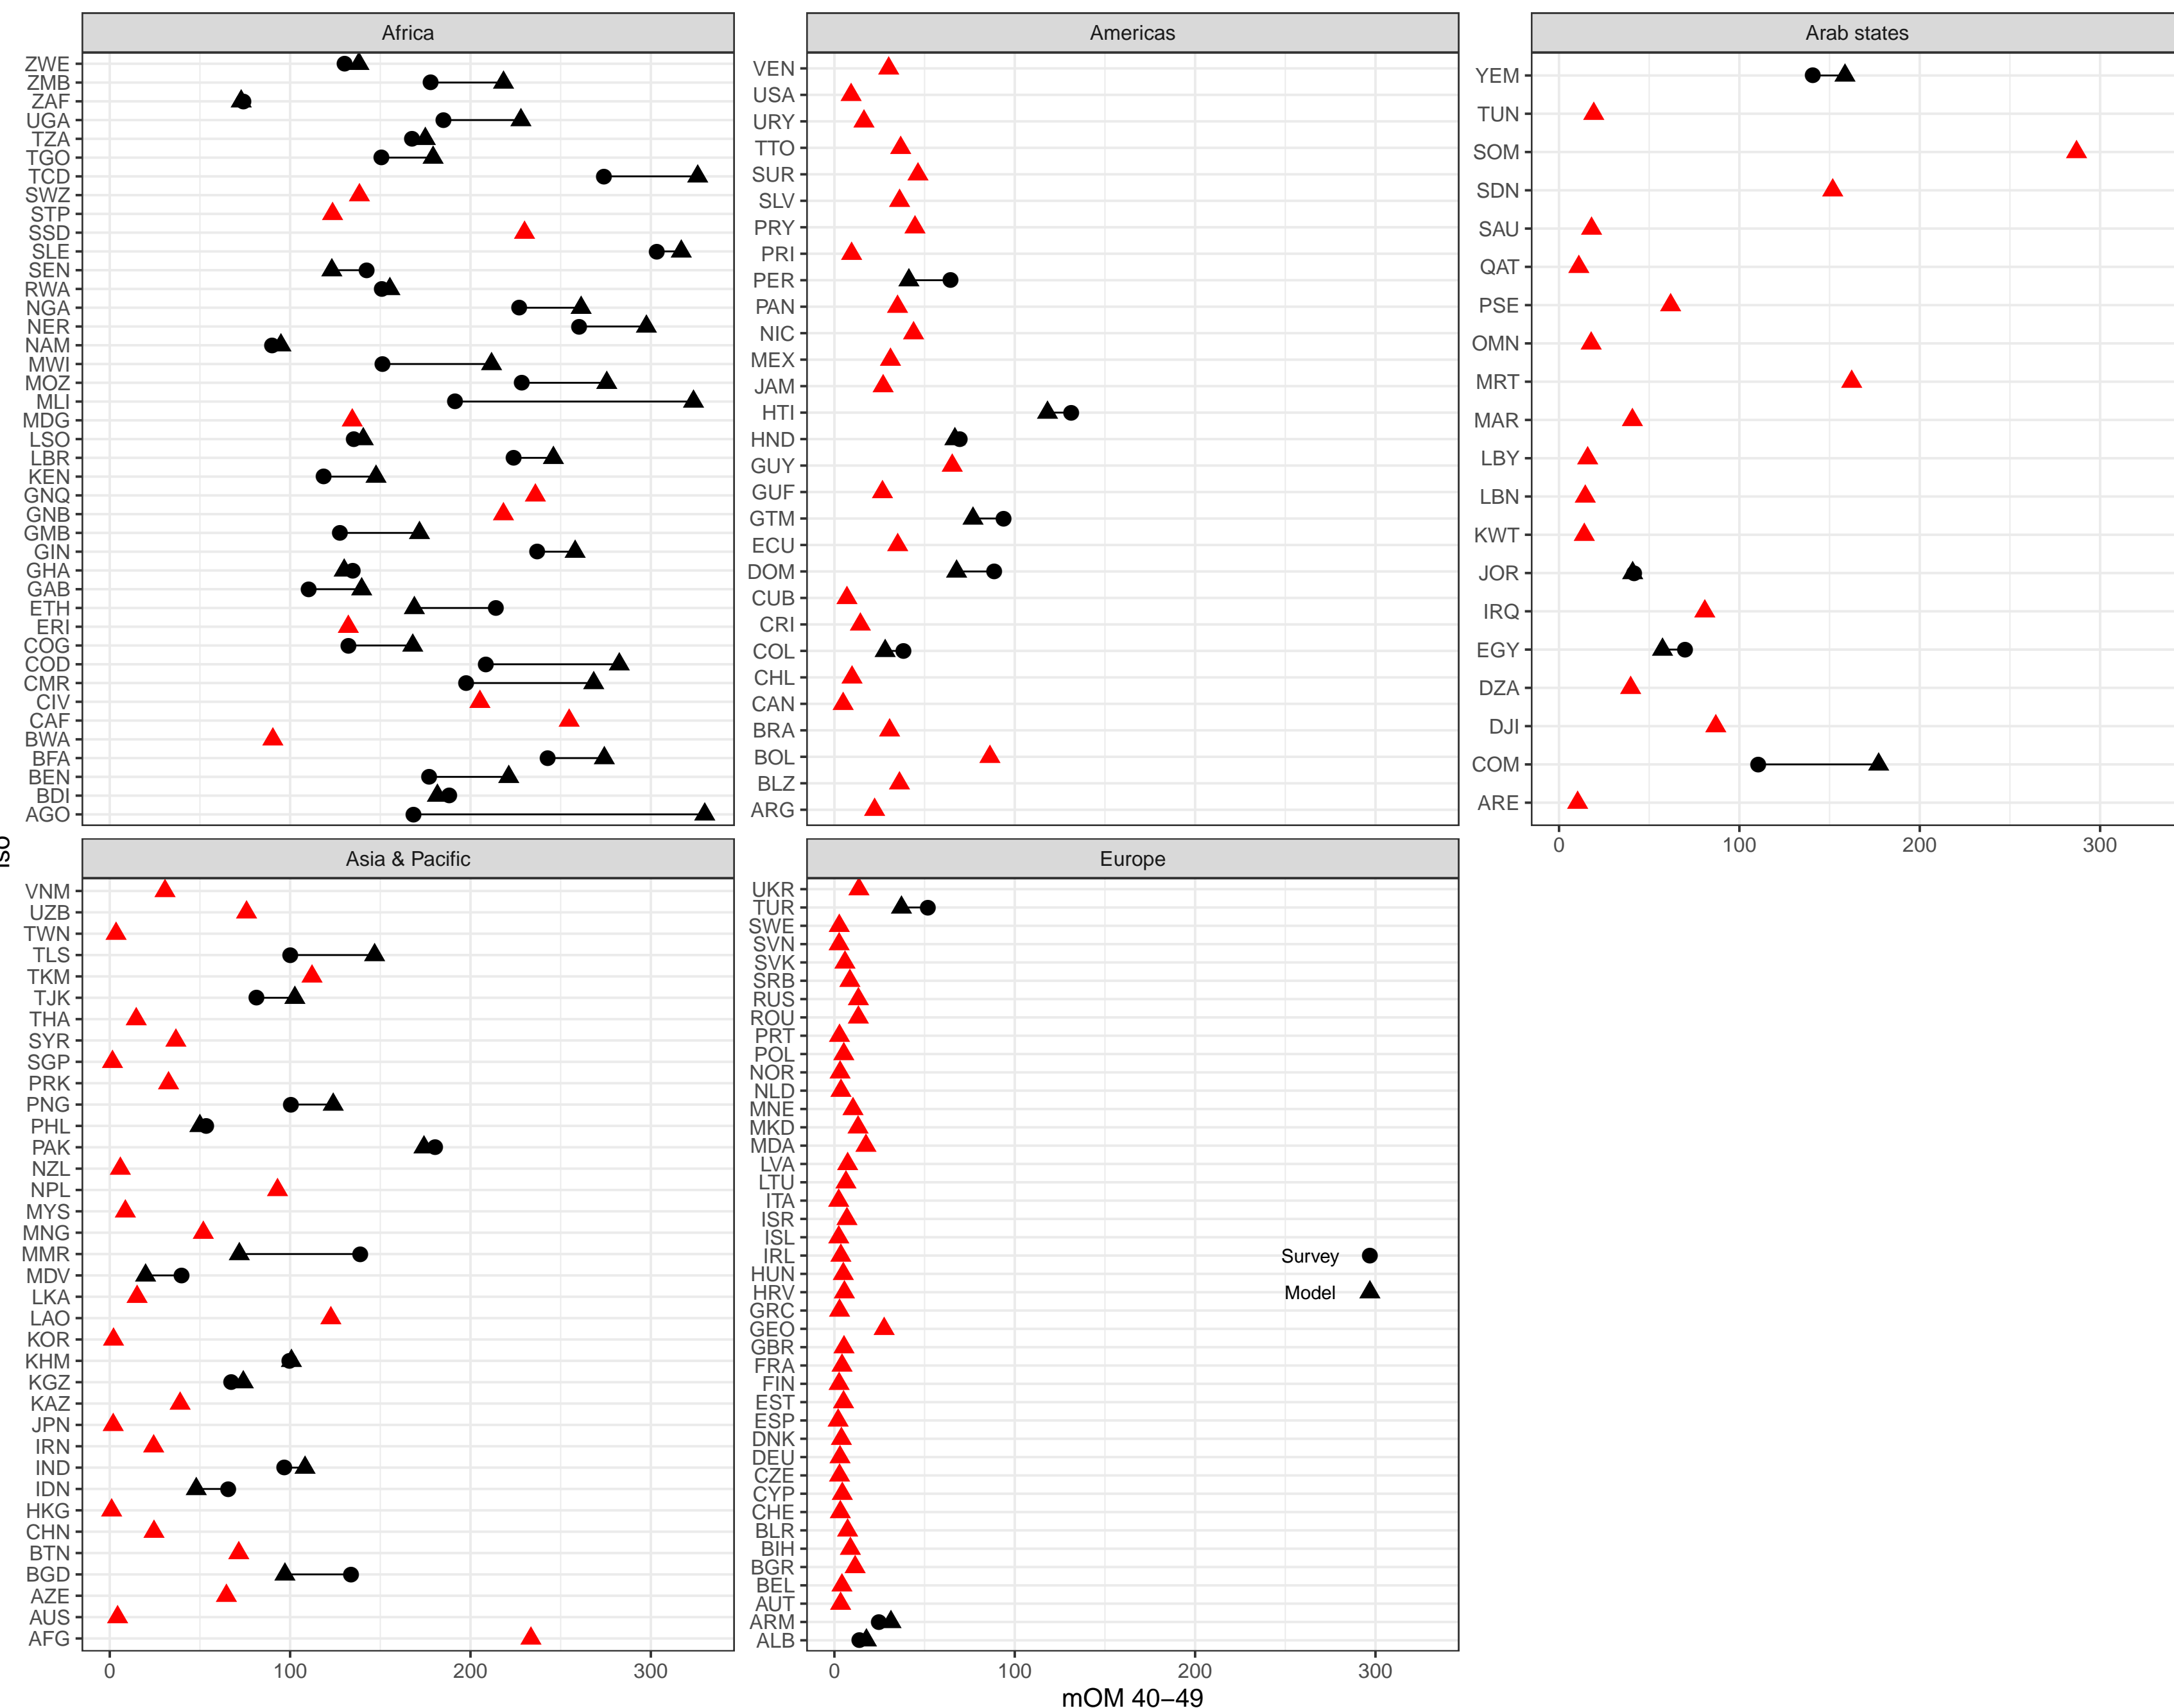 Africa
Americas
Arab states
ZWE
ZMB
ZAF
UGA
TZA
TGO
TCD
SWZ
STP
SSD
SLE
SEN
RWA
NGA
NER
NAM
MWI
MOZ
MLI
MDG
LSO
LBR
KEN
GNQ
GNB
GMB
GIN
GHA
GAB
ETH
ERI
COG
COD
CMR
CIV
CAF
BWA
BFA
BEN
BDI
AGO
VEN
USA
URY
TTO
SUR
SLV
PRY
PRI
PER
PAN
NIC
MEX
JAM
HTI
HND
GUY
GUF
GTM
ECU
DOM
CUB
CRI
COL
CHL
CAN
BRA
BOL
BLZ
ARG
YEM
TUN
SOM
SDN
SAU
QAT
PSE
OMN
MRT
MAR
LBY
LBN
KWT
JOR
IRQ
EGY
DZA
DJI
COM
ARE
0 100 200 300
iso
Asia & Pacific
Europe
VNM
UZB
TWN
TLS
TKM
TJK
THA
SYR
SGP
PRK
PNG
PHL
PAK
NZL
NPL
MYS
MNG
MMR
MDV
LKA
LAO
KOR
KHM
KGZ
KAZ
JPN
IRN
IND
IDN
HKG
CHN
BTN
BGD
AZE
AUS
AFG
0 100 200 300
UKR
TUR
SWE
SVN
SVK
SRB
RUS
ROU
PRT
POL
NOR
NLD
MNE
MKD
MDA
LVA
LTU
ITA
ISR
ISL
IRL
HUN
HRV
GRC
GEO
GBR
FRA
FIN
EST
ESP
DNK
DEU
CZE
CYP
CHE
BLR
BIH
BGR
BEL
AUT
ARM
ALB
Survey
Model
0 100 200 300
mOM 40−49